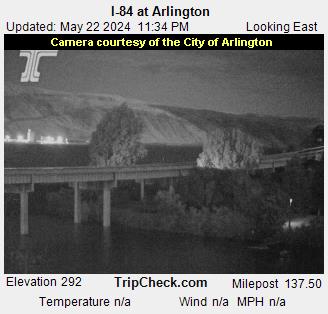 I-84 at Arlington
Updated: May 22 2024 11:34 PM Looking East
Camera courtesy of the City of Arlington
Elevation 292 TripCheck.com Milepost 137.50
Temperature n/a Wind n/a MPH n/a